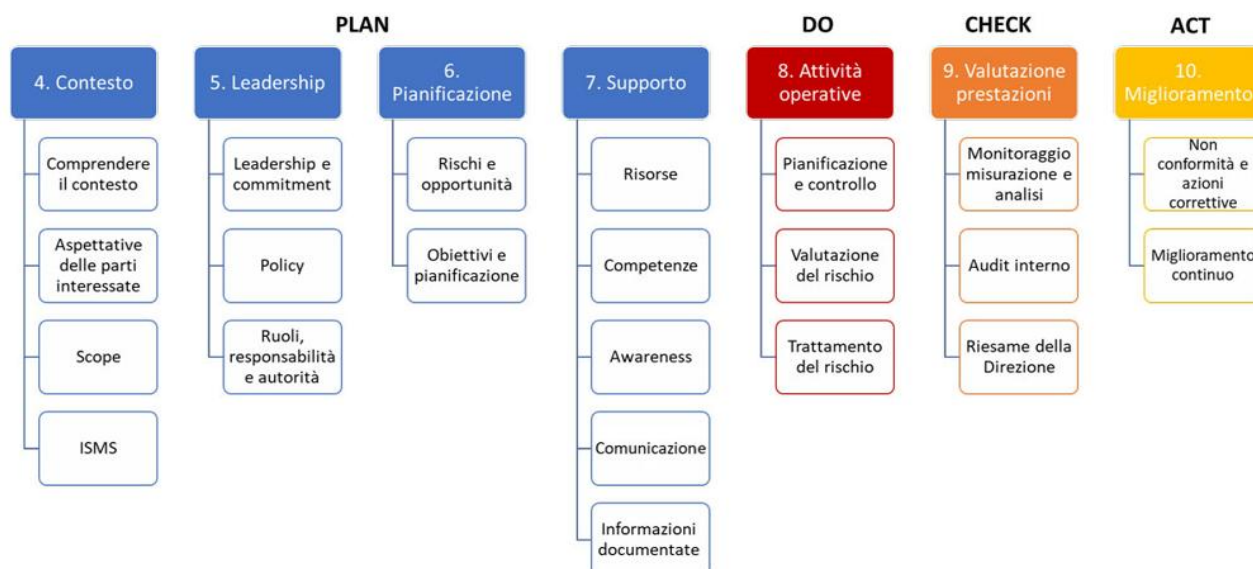 PLAN
DO
CHECK
ACT
4. Contesto
Comprendere
il contesto
Aspettative
delle parti
interessate
Scope
ISMS
5. Leadership
Leadership e
commitment
Policy
Ruoli,
responsabilità
e autorità
6.
Pianificazione
Rischi e
opportunità
Obiettivi e
pianificazione
7. Supporto
Risorse
Competenze
Awareness
Comunicazione
Informazioni
documentate
8. Attività
operative
Pianificazione
e controllo
Valutazione
del rischio
Trattamento
del rischio
9. Valutazione
prestazioni
Monitoraggio
misurazione e
analisi
Audit interno
Riesame della
Direzione
10.
Miglioramento
Non
conformità e
azioni
correttive
Miglioramento
continuo